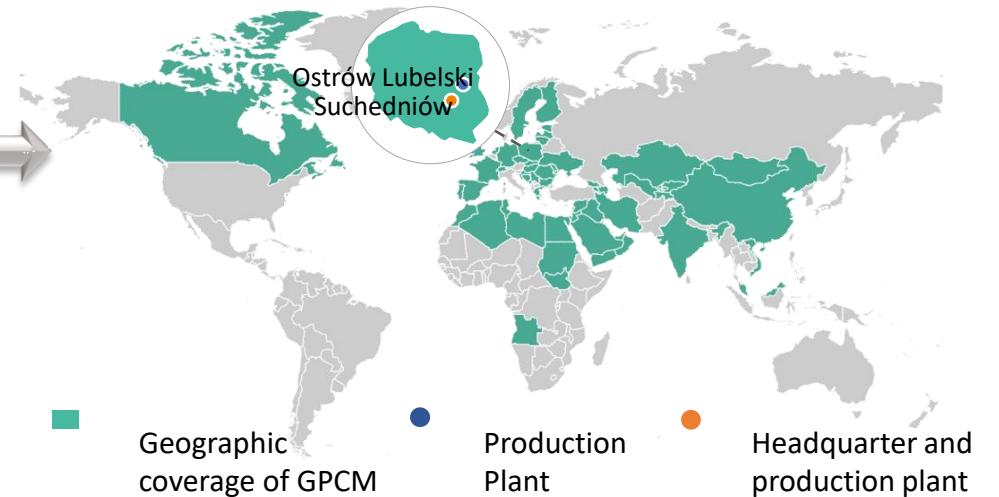 Ostrów Lubelski
Suchedniów
Geographic
coverage of GPCM
Production
Plant
Headquarter and
production plant